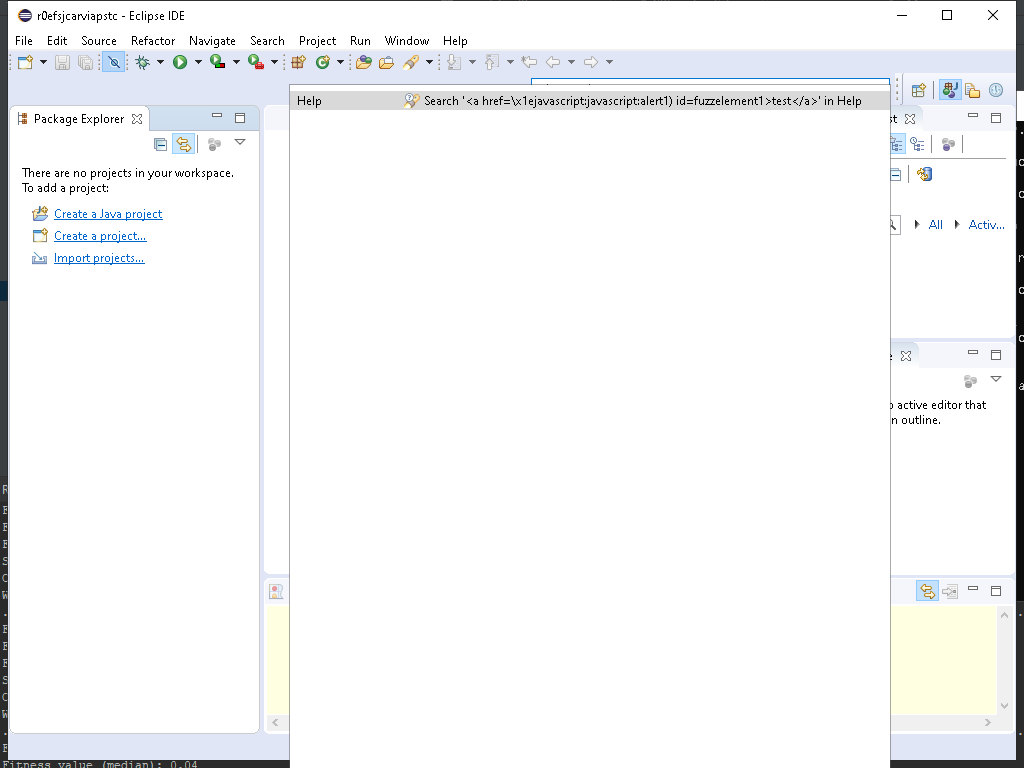 r0efsjcarviapstc - Eclipse IDE
File Edit Source Refactor Navigate Search Project Run Window Help
Help Search '<a href=\x1ejavascript:javascript:alert1) id=fuzzelement1>test</a>' in Help
Package Explorer
There are no projects in your workspace.
To add a project:
Create a Java project
Create a project...
Import projects...
All Activ...
active editor that
outline.
Fitness value (median): 0.04